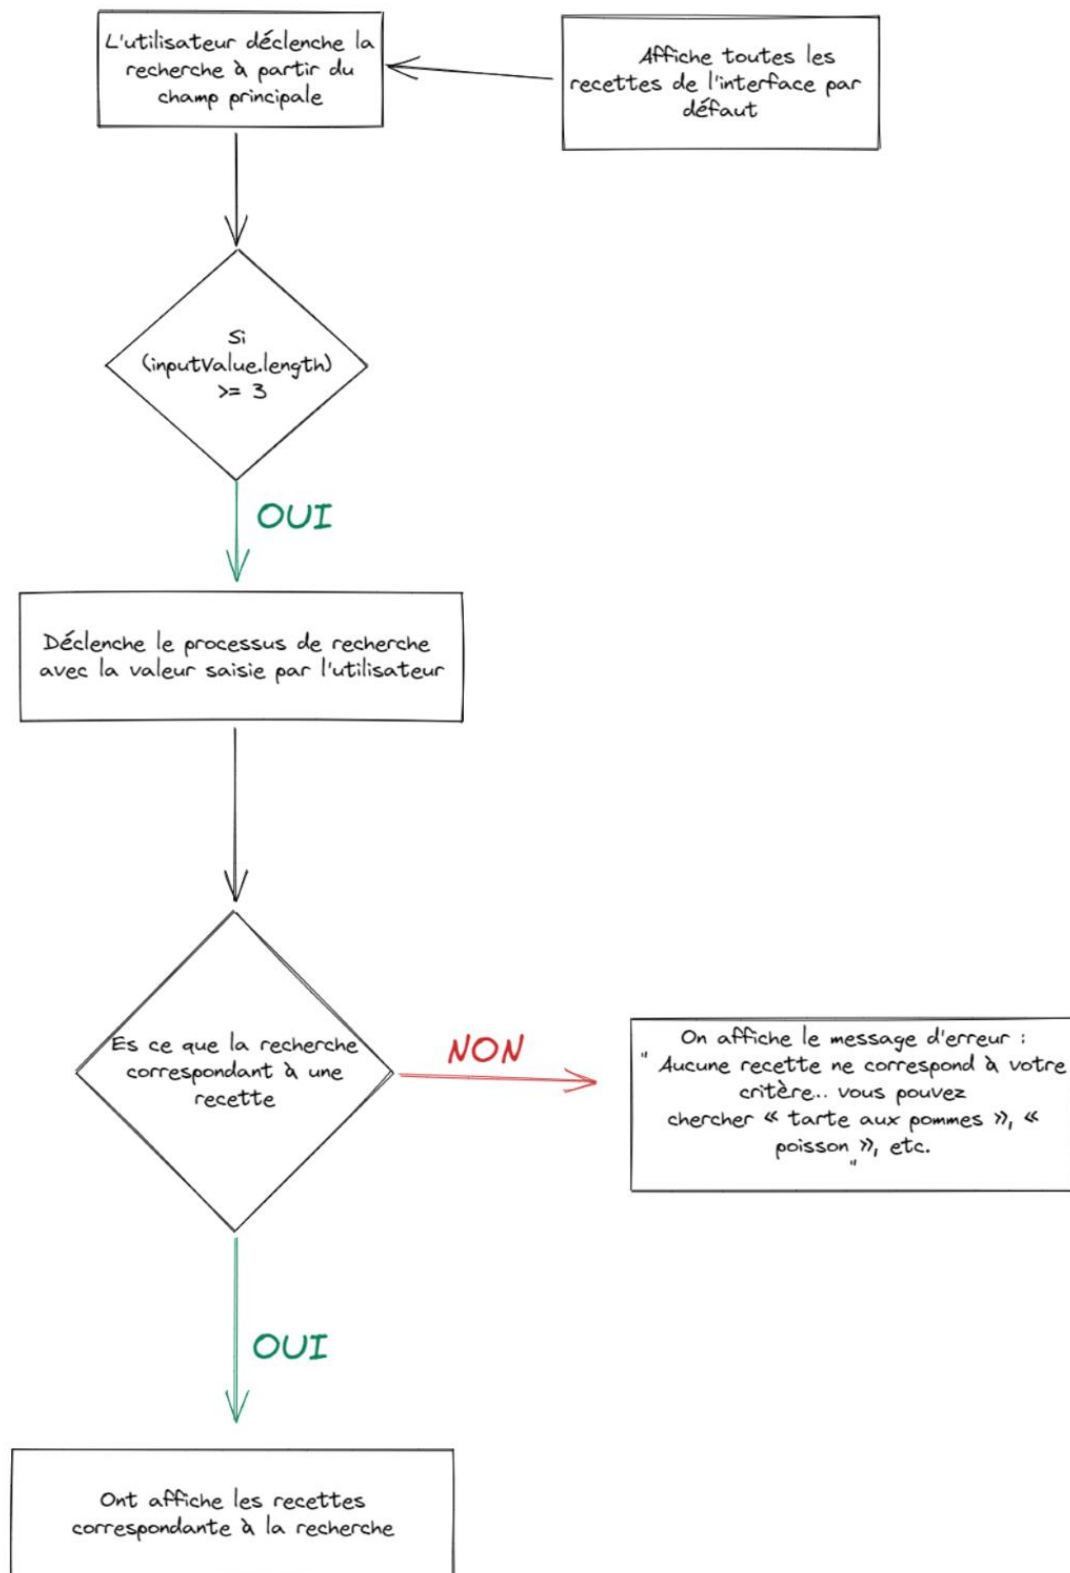 L'utilisateur déclenche la
recherche à partir du
champ principale
Affiche toutes les
recettes de l'interface par
défaut
Si
(inputValue.length)
>= 3
OUI
Déclenche le processus de recherche
avec la valeur saisie par l'utilisateur
Es ce que la recherche
correspondant à une
recette
NON
On affiche le message d'erreur :
" Aucune recette ne correspond à votre
critère... vous pouvez
chercher « tarte aux pommes », «
poisson », etc.
"
OUI
Ont affiche les recettes
correspondante à la recherche